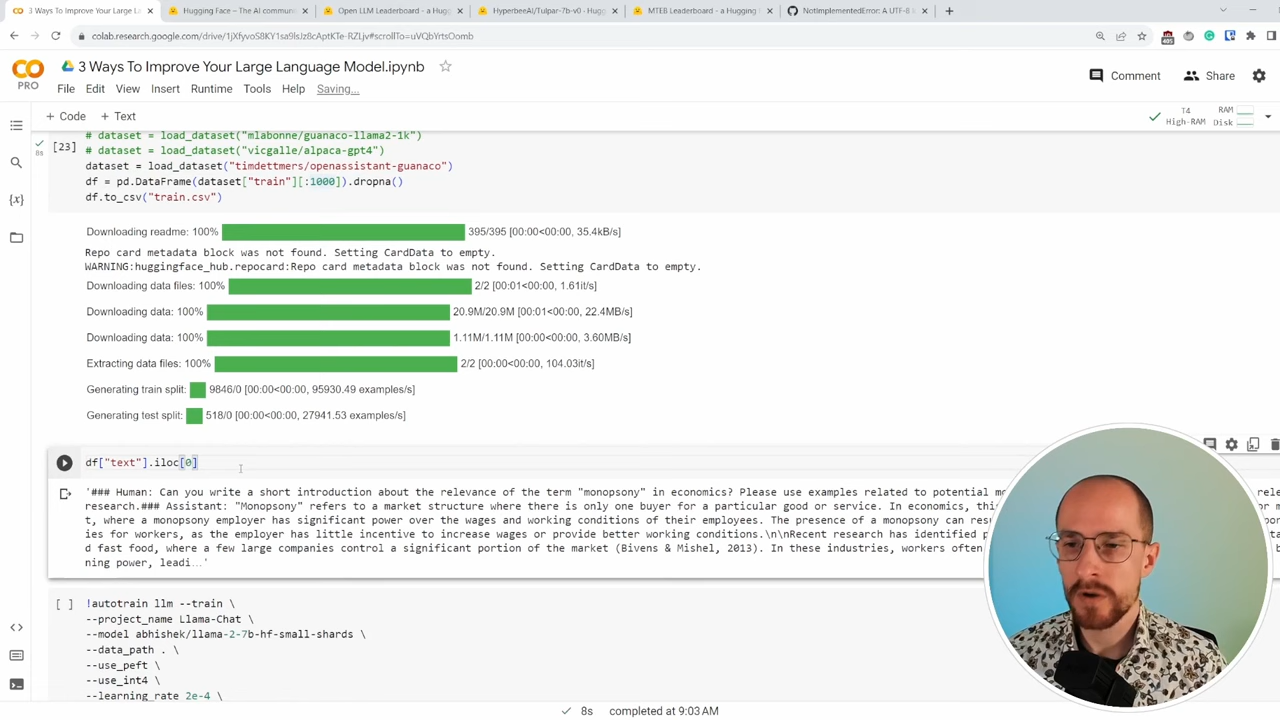 3 Ways To Improve Your Large La
Hugging Face – The AI communi
Open LLM Leaderboard - a Hugg
HyperbeeAI/Tulpar-7b-v0 · Hugg
MTEB Leaderboard - a Hugging
NotImplementedError: A UTF-8 l
colab.research.google.com/drive/1jXfyvoS8KY1sa9lsJz8cAptKTe-RZLjv#scrollTo=uVQbYrtsOomb
PRO
3 Ways To Improve Your Large Language Model.ipynb
File Edit View Insert Runtime Tools Help Saving...
Comment
Share
+ Code + Text
T4
High-RAM
RAM
Disk
8s
[23]
# dataset = load_dataset("mlabonne/guanaco-llama2-1k")
# dataset = load_dataset("vicgalle/alpaca-gpt4")
dataset = load_dataset("timdettmers/openassistant-guanaco")
df = pd.DataFrame(dataset["train"][:1000]).dropna()
df.to_csv("train.csv")
Downloading readme: 100% 395/395 [00:00<00:00, 35.4kB/s]
Repo card metadata block was not found. Setting CardData to empty.
WARNING:huggingface_hub.repocard:Repo card metadata block was not found. Setting CardData to empty.
Downloading data files: 100% 2/2 [00:01<00:00, 1.61it/s]
Downloading data: 100% 20.9M/20.9M [00:01<00:00, 22.4MB/s]
Downloading data: 100% 1.11M/1.11M [00:00<00:00, 3.60MB/s]
Extracting data files: 100% 2/2 [00:00<00:00, 104.03it/s]
Generating train split: 9846/0 [00:00<00:00, 95930.49 examples/s]
Generating test split: 518/0 [00:00<00:00, 27941.53 examples/s]
df["text"].iloc[0]
'### Human: Can you write a short introduction about the relevance of the term "monopsony" in economics? Please use examples related to potential mo rele
research.### Assistant: "Monopsony" refers to a market structure where there is only one buyer for a particular good or service. In economics, thi or m
t, where a monopsony employer has significant power over the wages and working conditions of their employees. The presence of a monopsony can res
ies for workers, as the employer has little incentive to increase wages or provide better working conditions.\n\nRecent research has identified p
d fast food, where a few large companies control a significant portion of the market (Bivens & Mishel, 2013). In these industries, workers often
ning power, leadi...'
[ ]
!autotrain llm --train \
--project_name Llama-Chat \
--model abhishek/llama-2-7b-hf-small-shards \
--data_path . \
--use_peft \
--use_int4 \
--learning_rate 2e-4 \
8s completed at 9:03 AM